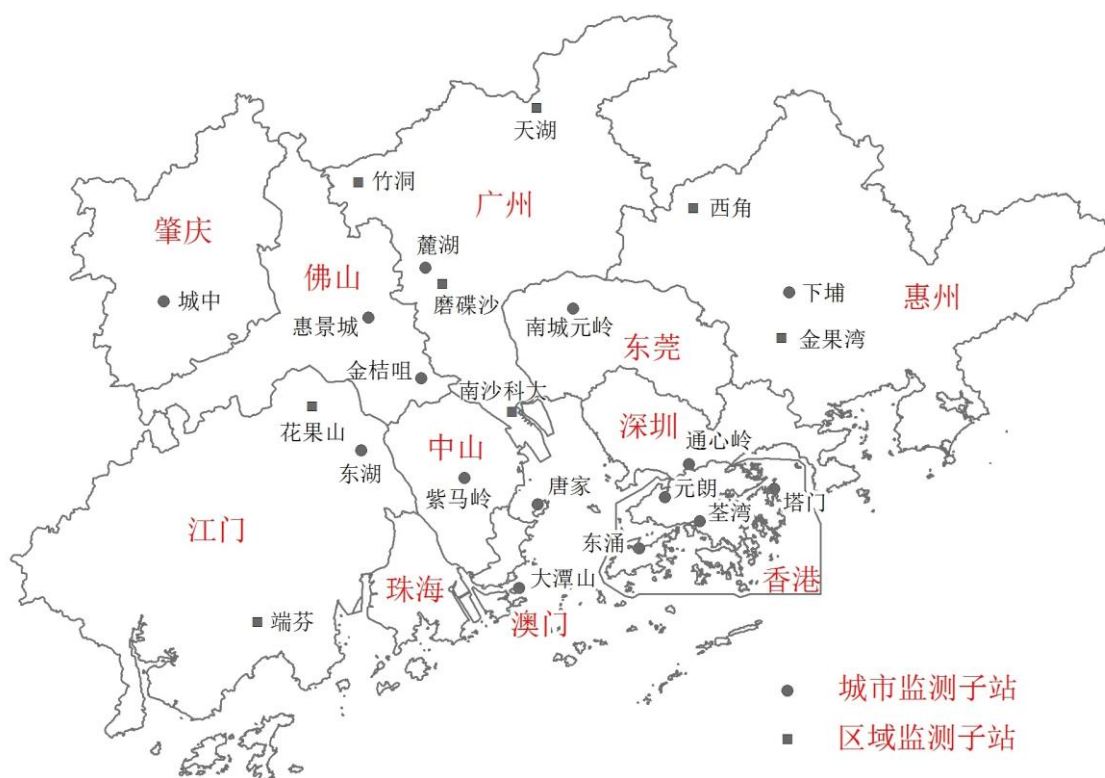 天湖
竹洞
广州
西角
肇庆
麓湖
佛山
磨碟沙
城中
下埔
惠州
惠景城
南城元岭
金果湾
东莞
金桔咀
南沙科大
花果山
中山
深圳
通心岭
东湖
紫马岭
唐家
元朗
塔门
荃湾
江门
东涌
珠海
大潭山
香港
澳门
端芬
城市监测子站
区域监测子站